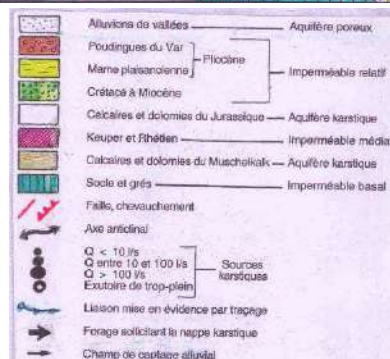 Alluvions de vallées — Aquifère poreux
Poudingues du Var
Marne plaisancienne
Pliocène
Imperméable relatif
Crétacé à Miocène
Calcaires et dolomies du Jurassique — Aquifère karstique
Keuper et Rhétien — Imperméable média
Calcaires et dolomies du Muschelkalk — Aquifère karstique
Socle et grés — Imperméable basal
Faille, chevauchement
Axe anticlinal
Q < 10 l/s
Q entre 10 et 100 l/s
Q > 100 l/s
Exutoire de trop-plein
Sources
karstiques
Liaison mise en évidence par traçage
Forage sollicitant la nappe karstique
Champ de captage alluvial